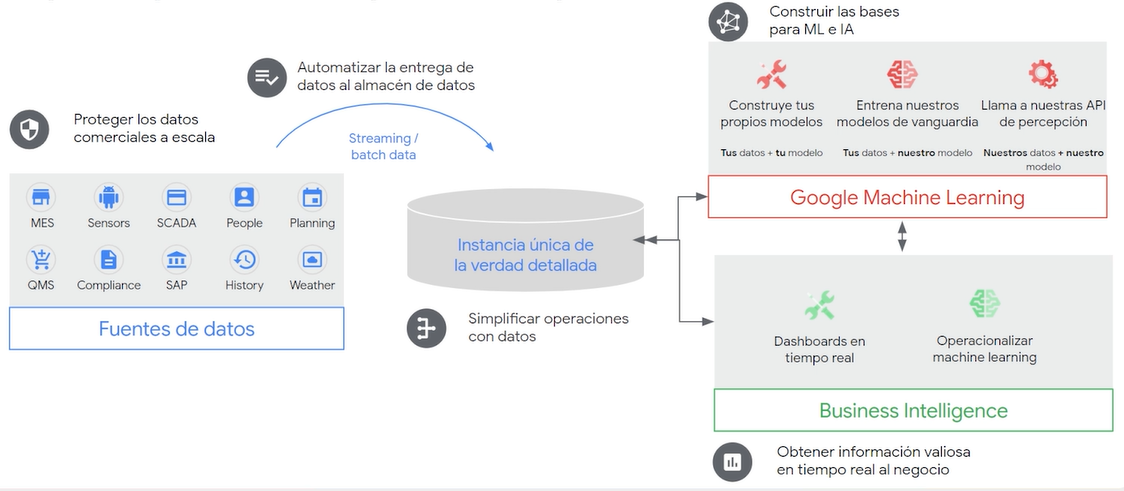 Construir las bases
para ML e IA
Automatizar la entrega de
datos al almacén de datos
Proteger los datos
comerciales a escala
Streaming /
batch data
Construye tus
propios modelos
Entrena nuestros
modelos de vanguardia
Llama a nuestras API
de percepción
Tus datos + tu modelo
Tus datos + nuestro modelo
Nuestros datos + nuestro
modelo
Google Machine Learning
MES
Sensors
SCADA
People
Planning
QMS
Compliance
SAP
History
Weather
Fuentes de datos
Instancia única de
la verdad detallada
Simplificar operaciones
con datos
Dashboards en
tiempo real
Operacionalizar
machine learning
Business Intelligence
Obtener información valiosa
en tiempo real al negocio